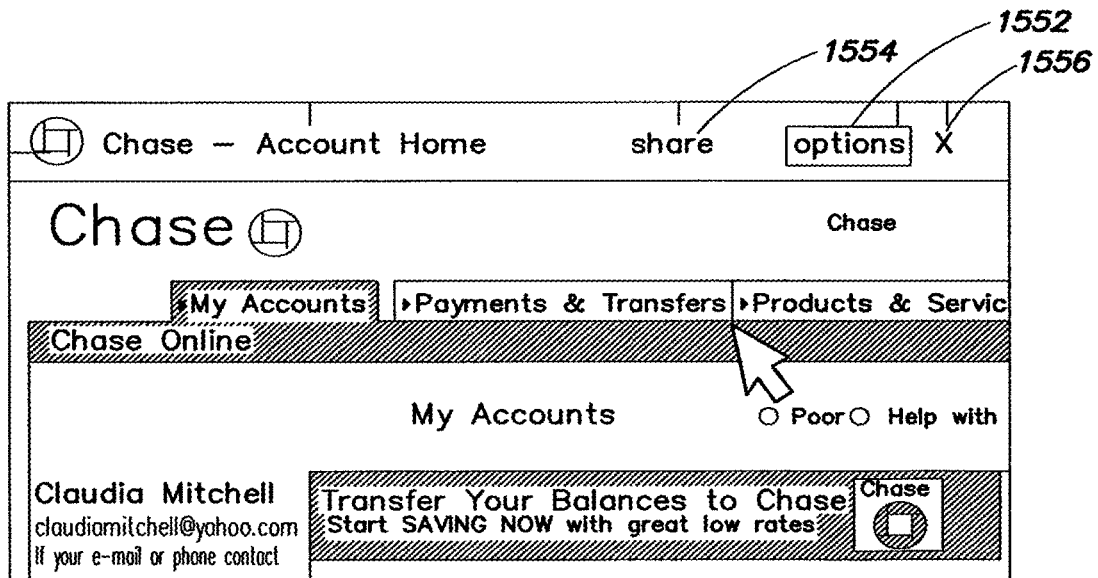 1552
1554
1556
Chase – Account Home share options X
Chase Chase
My Accounts Payments & Transfers Products & Servic
Chase Online
My Accounts Poor Help with
Claudia Mitchell
claudiamitchell@yahoo.com
If your e-mail or phone contact
Transfer Your Balances to Chase
Start SAVING NOW with great low rates
Chase